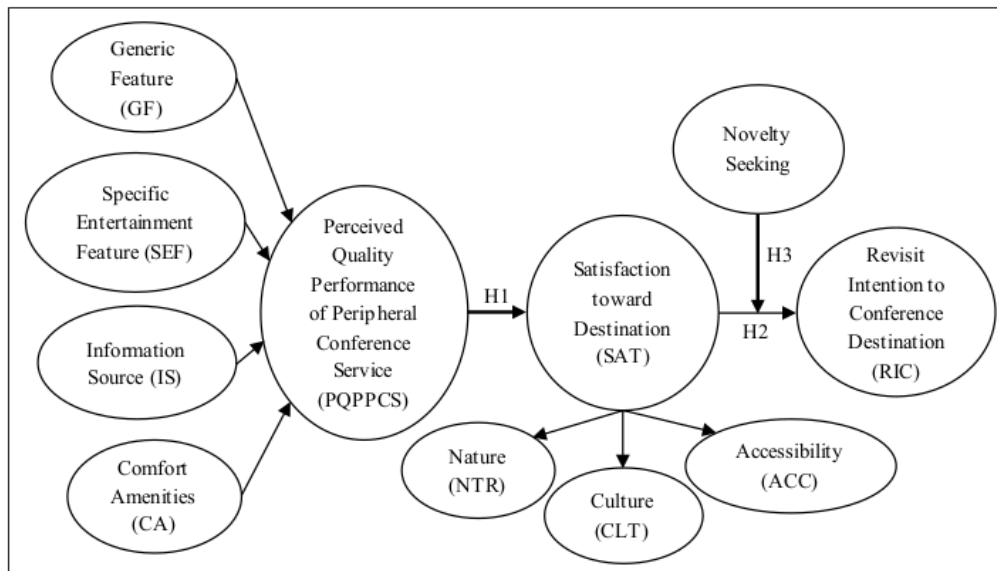 Generic
Feature
(GF)
Specific
Entertainment
Feature (SEF)
Information
Source (IS)
Comfort
Amenities
(CA)
Perceived
Quality
Performance
of Peripheral
Conference
Service
(PQPPCS)
H1
Satisfaction
toward
Destination
(SAT)
Novelty
Seeking
H3
H2
Revisit
Intention to
Conference
Destination
(RIC)
Nature
(NTR)
Culture
(CLT)
Accessibility
(ACC)